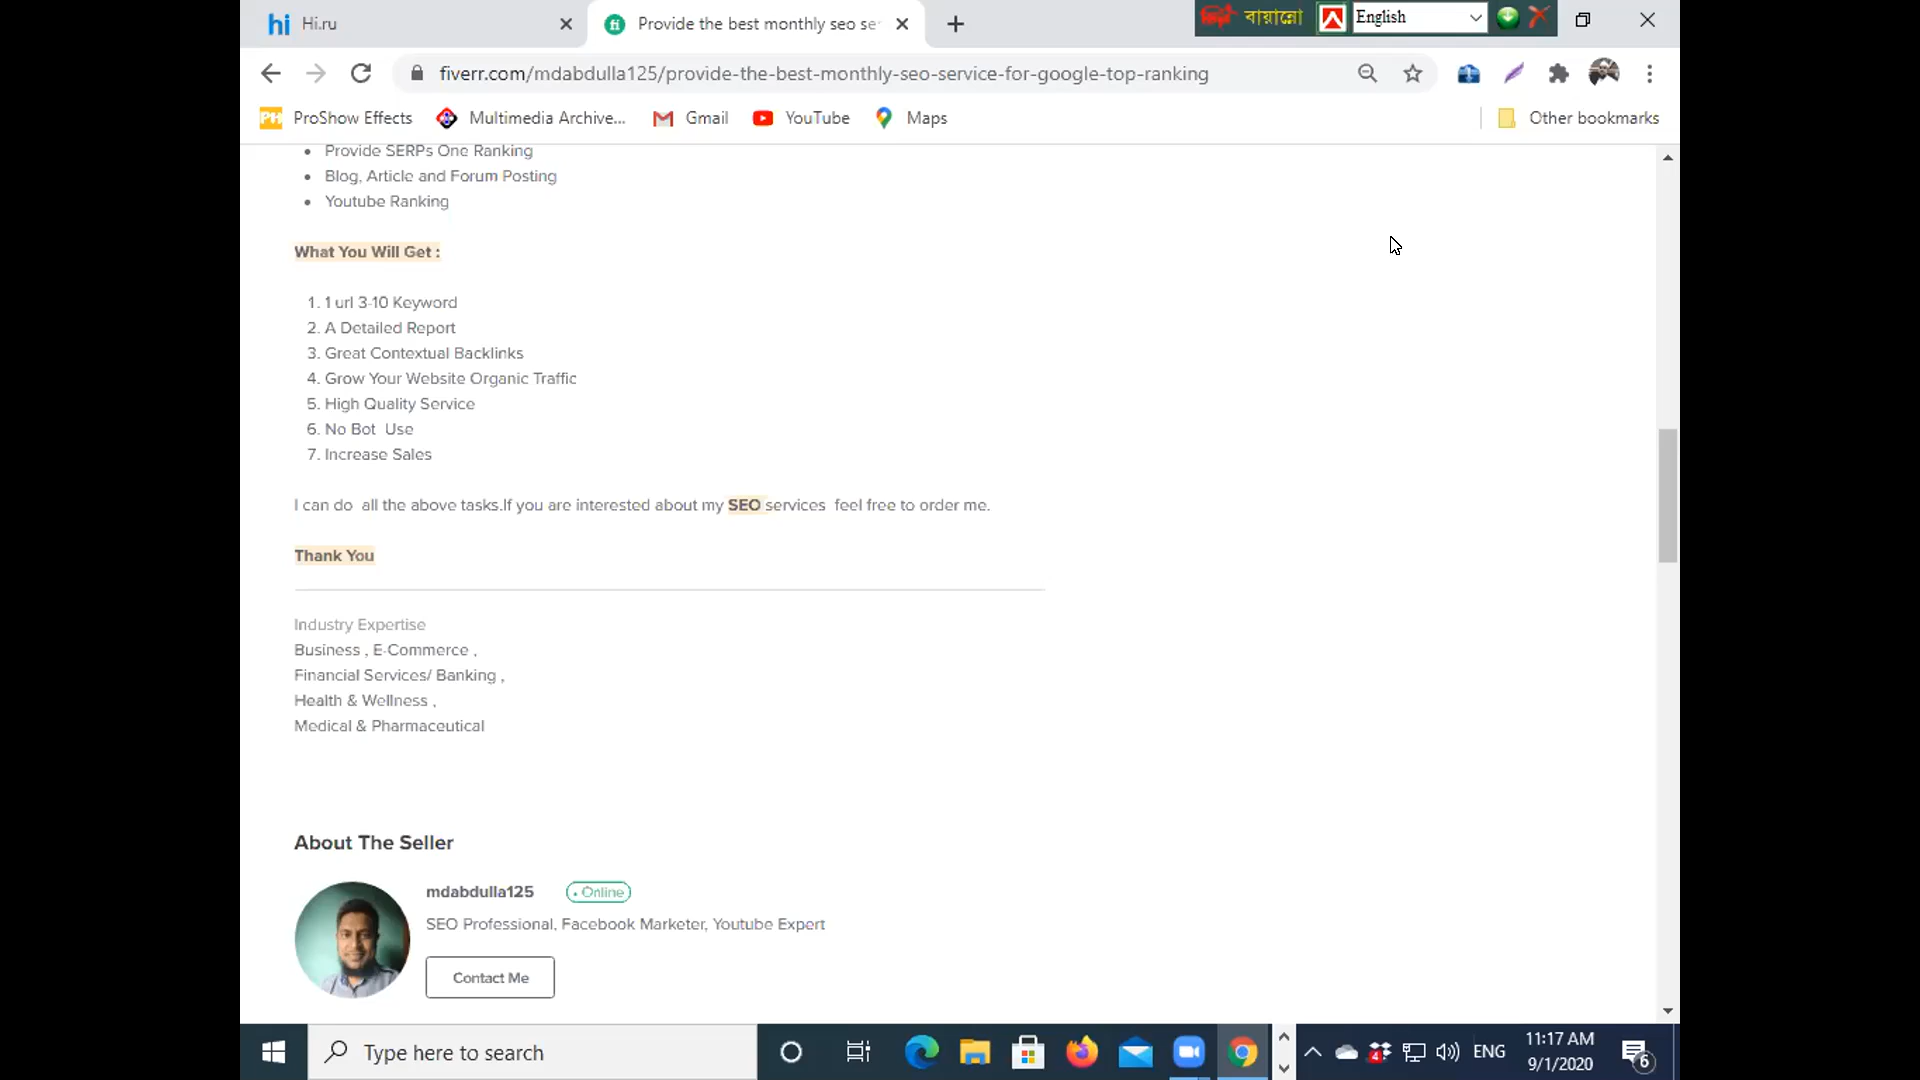 Hi.ru
Provide the best monthly seo se
বায়ান্নো
English
fiverr.com/mdabdulla125/provide-the-best-monthly-seo-service-for-google-top-ranking
ProShow Effects
Multimedia Archive...
Gmail
YouTube
Maps
Other bookmarks
• Provide SERPs One Ranking
• Blog, Article and Forum Posting
• Youtube Ranking
What You Will Get :
1. 1 url 3-10 Keyword
2. A Detailed Report
3. Great Contextual Backlinks
4. Grow Your Website Organic Traffic
5. High Quality Service
6. No Bot  Use
7. Increase Sales
I can do  all the above tasks.If you are interested about my SEO services  feel free to order me.
Thank You
Industry Expertise
Business , E-Commerce ,
Financial Services/ Banking ,
Health & Wellness ,
Medical & Pharmaceutical
About The Seller
mdabdulla125
• Online
SEO Professional, Facebook Marketer, Youtube Expert
Contact Me
Type here to search
4
ENG
11:17 AM
9/1/2020
6